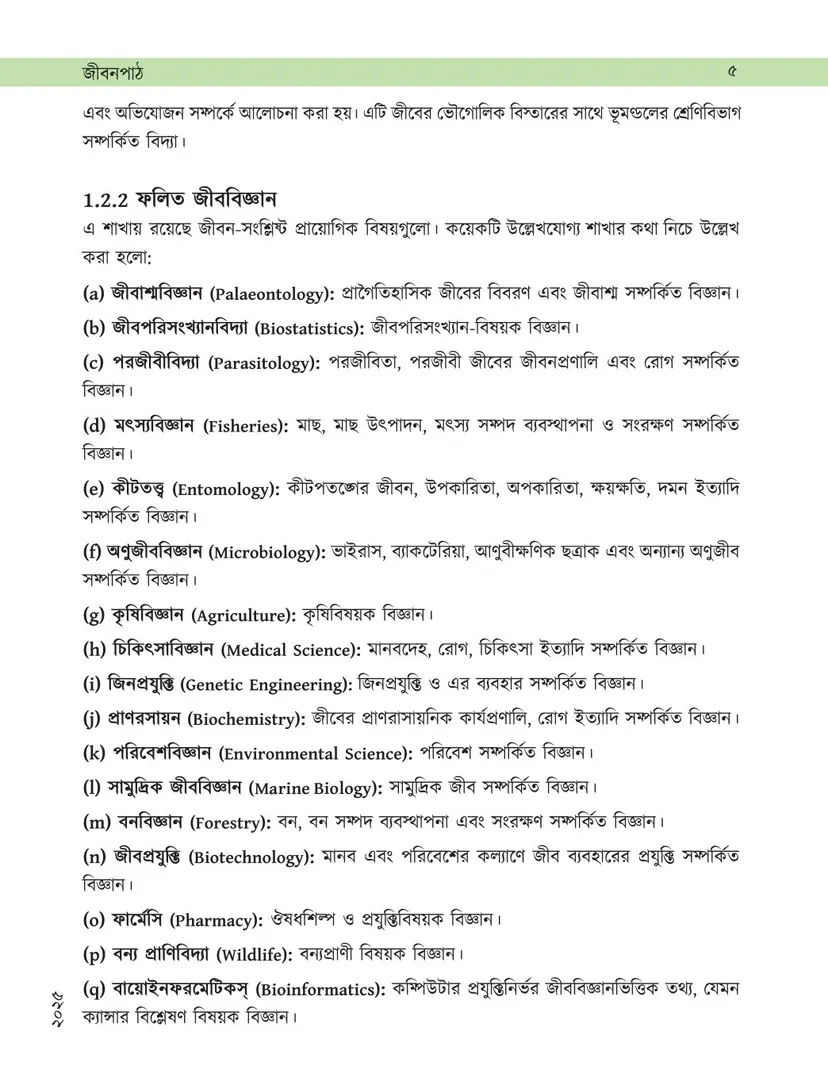 জীবনপাঠ ৫
এবং অভিযোজন সম্পর্কে আলোচনা করা হয়। এটি জীবের ভৌগোলিক বিস্তারের সাথে ভূমণ্ডলের শ্রেণিবিভাগ
সম্পর্কিত বিদ্যা।
1.2.2 ফলিত জীববিজ্ঞান
এ শাখায় রয়েছে জীবন-সংশ্লিষ্ট প্রায়োগিক বিষয়গুলো। কয়েকটি উল্লেখযোগ্য শাখার কথা নিচে উল্লেখ
করা হলো:
(a) জীবাশ্মবিজ্ঞান (Palaeontology): প্রাগৈতিহাসিক জীবের বিবরণ এবং জীবাশ্ম সম্পর্কিত বিজ্ঞান।
(b) জীবপরিসংখ্যানবিদ্যা (Biostatistics): জীবপরিসংখ্যান-বিষয়ক বিজ্ঞান।
(c) পরজীবীবিদ্যা (Parasitology): পরজীবিতা, পরজীবী জীবের জীবনপ্রণালি এবং রোগ সম্পর্কিত
বিজ্ঞান।
(d) মৎস্যবিজ্ঞান (Fisheries): মাছ, মাছ উৎপাদন, মৎস্য সম্পদ ব্যবস্থাপনা ও সংরক্ষণ সম্পর্কিত
বিজ্ঞান।
(e) কীটতত্ত্ব (Entomology): কীটপতঙ্গের জীবন, উপকারিতা, অপকারিতা, ক্ষয়ক্ষতি, দমন ইত্যাদি
সম্পর্কিত বিজ্ঞান।
(f) অণুজীববিজ্ঞান (Microbiology): ভাইরাস, ব্যাকটেরিয়া, আণুবীক্ষণিক ছত্রাক এবং অন্যান্য অণুজীব
সম্পর্কিত বিজ্ঞান।
(g) কৃষিবিজ্ঞান (Agriculture): কৃষিবিষয়ক বিজ্ঞান।
(h) চিকিৎসাবিজ্ঞান (Medical Science): মানবদেহ, রোগ, চিকিৎসা ইত্যাদি সম্পর্কিত বিজ্ঞান।
(i) জিনপ্রযুক্তি (Genetic Engineering): জিনপ্রযুক্তি ও এর ব্যবহার সম্পর্কিত বিজ্ঞান।
(j) প্রাণরসায়ন (Biochemistry): জীবের প্রাণরাসায়নিক কার্যপ্রণালি, রোগ ইত্যাদি সম্পর্কিত বিজ্ঞান।
(k) পরিবেশবিজ্ঞান (Environmental Science): পরিবেশ সম্পর্কিত বিজ্ঞান।
(l) সামুদ্রিক জীববিজ্ঞান (Marine Biology): সামুদ্রিক জীব সম্পর্কিত বিজ্ঞান।
(m) বনবিজ্ঞান (Forestry): বন, বন সম্পদ ব্যবস্থাপনা এবং সংরক্ষণ সম্পর্কিত বিজ্ঞান।
(n) জীবপ্রযুক্তি (Biotechnology): মানব এবং পরিবেশের কল্যাণে জীব ব্যবহারের প্রযুক্তি সম্পর্কিত
বিজ্ঞান।
(o) ফার্মেসি (Pharmacy): ঔষধশিল্প ও প্রযুক্তিবিষয়ক বিজ্ঞান।
(p) বন্য প্রাণিবিদ্যা (Wildlife): বন্যপ্রাণী বিষয়ক বিজ্ঞান।
(q) বায়োইনফরমেটিকস্ (Bioinformatics): কম্পিউটার প্রযুক্তিনির্ভর জীববিজ্ঞানভিত্তিক তথ্য, যেমন
ক্যান্সার বিশ্লেষণ বিষয়ক বিজ্ঞান।
২০২৫